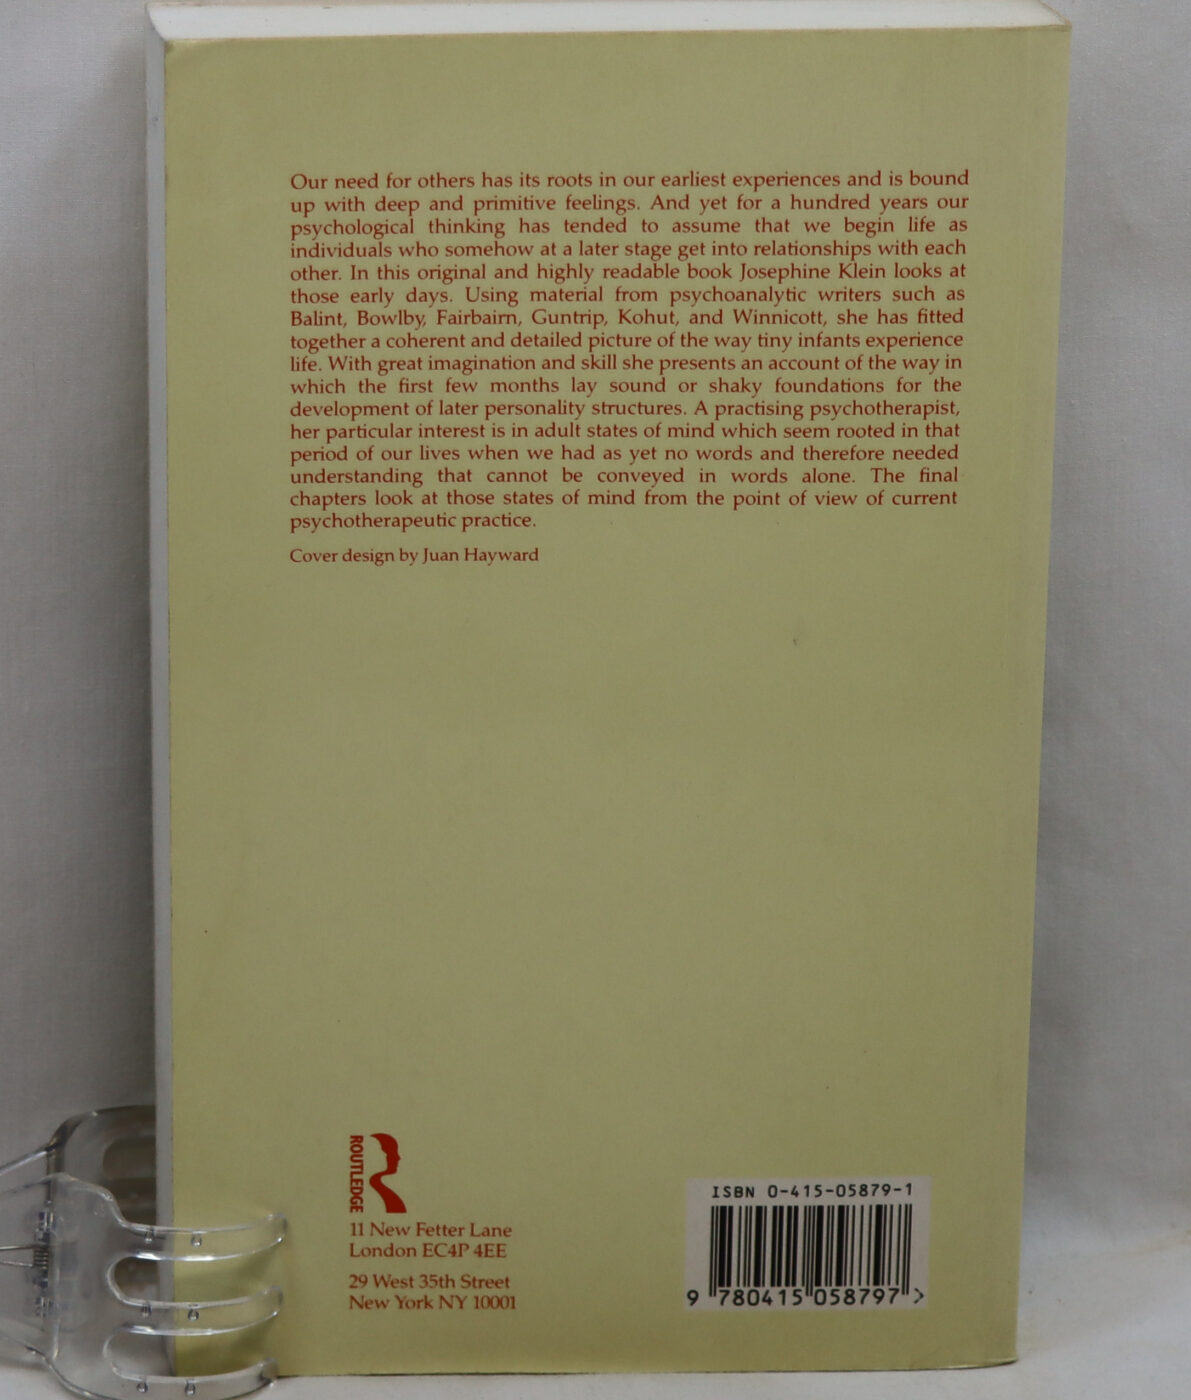 Our need for others has its roots in our earliest experiences and is bound
up with deep and primitive feelings. And yet for a hundred years our
psychological thinking has tended to assume that we begin life as
individuals who somehow at a later stage get into relationships with each
other. In this original and highly readable book Josephine Klein looks at
those early days. Using material from psychoanalytic writers such as
Balint, Bowlby, Fairbairn, Guntrip, Kohut, and Winnicott, she has fitted
together a coherent and detailed picture of the way tiny infants experience
life. With great imagination and skill she presents an account of the way in
which the first few months lay sound or shaky foundations for the
development of later personality structures. A practising psychotherapist,
her particular interest is in adult states of mind which seem rooted in that
period of our lives when we had as yet no words and therefore needed
understanding that cannot be conveyed in words alone. The final
chapters look at those states of mind from the point of view of current
psychotherapeutic practice.
Cover design by Juan Hayward
ROUTLEDGE
11 New Fetter Lane
London EC4P 4EE
29 West 35th Street
New York NY 10001
ISBN 0-415-05879-1
9 780415 058797 >